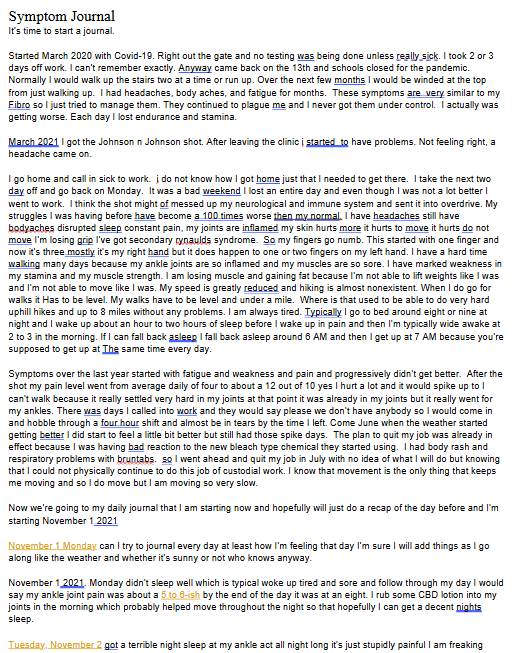 Symptom Journal
It's time to start a journal.
Started March 2020 with Covid-19. Right out the gate and no testing was being done unless really sick. I took 2 or 3
days off work. I can't remember exactly. Anyway came back on the 13th and schools closed for the pandemic.
Normally I would walk up the stairs two at a time or run up. Over the next few months I would be winded at the top
from just walking up.  I had headaches, body aches, and fatigue for months.  These symptoms are very similar to my
Fibro so I just tried to manage them. They continued to plague me and I never got them under control.  I actually was
getting worse. Each day I lost endurance and stamina.
March 2021 I got the Johnson n Johnson shot. After leaving the clinic i started  to have problems. Not feeling right, a
headache came on.
I go home and call in sick to work.  i do not know how I got home just that I needed to get there.  I take the next two
day off and go back on Monday.  It was a bad weekend I lost an entire day and even though I was not a lot better I
went to work.  I think the shot might of messed up my neurological and immune system and sent it into overdrive. My
struggles I was having before have become a 100 times worse then my normal. I have headaches still have
bodyaches disrupted sleep constant pain, my joints are inflamed my skin hurts more it hurts to move it hurts do not
move I'm losing grip I've got secondary rynaulds syndrome.  So my fingers go numb. This started with one finger and
now it's three mostly it's my right hand but it does happen to one or two fingers on my left hand. I have a hard time
walking many days because my ankle joints are so inflamed and my muscles are so sore. I have marked weakness in
my stamina and my muscle strength. I am losing muscle and gaining fat because I'm not able to lift weights like I was
and I'm not able to move like I was. My speed is greatly reduced and hiking is almost nonexistent. When I do go for
walks it Has to be level. My walks have to be level and under a mile.  Where is that used to be able to do very hard
uphill hikes and up to 8 miles without any problems. I am always tired. Typically I go to bed around eight or nine at
night and I wake up about an hour to two hours of sleep before I wake up in pain and then I'm typically wide awake at
2 to 3 in the morning. If I can fall back asleep I fall back asleep around 6 AM and then I get up at 7 AM because you're
supposed to get up at The same time every day.
Symptoms over the last year started with fatigue and weakness and pain and progressively didn't get better.  After the
shot my pain level went from average daily of four to about a 12 out of 10 yes I hurt a lot and it would spike up to I
can't walk because it really settled very hard in my joints at that point it was already in my joints but it really went for
my ankles. There was days I called into work and they would say please we don't have anybody so I would come in
and hobble through a four hour shift and almost be in tears by the time I left. Come June when the weather started
getting better I did start to feel a little bit better but still had those spike days.  The plan to quit my job was already in
effect because I was having bad reaction to the new bleach type chemical they started using.  I had body rash and
respiratory problems with bruntabs.  so I went ahead and quit my job in July with no idea of what I will do but knowing
that I could not physically continue to do this job of custodial work. I know that movement is the only thing that keeps
me moving and so I do move but I am moving so very slow.
Now we're going to my daily journal that I am starting now and hopefully will just do a recap of the day before and I'm
starting November 1 2021
November 1 Monday can I try to journal every day at least how I'm feeling that day I'm sure I will add things as I go
along like the weather and whether it's sunny or not who knows anyway.
November 1 2021. Monday didn't sleep well which is typical woke up tired and sore and follow through my day I would
say my ankle joint pain was about a 5 to 6-ish by the end of the day it was at an eight. I rub some CBD lotion into my
joints in the morning which probably helped move throughout the night so that hopefully I can get a decent nights
sleep.
Tuesday, November 2 got a terrible night sleep at my ankle act all night long it's just stupidly painful I am freaking